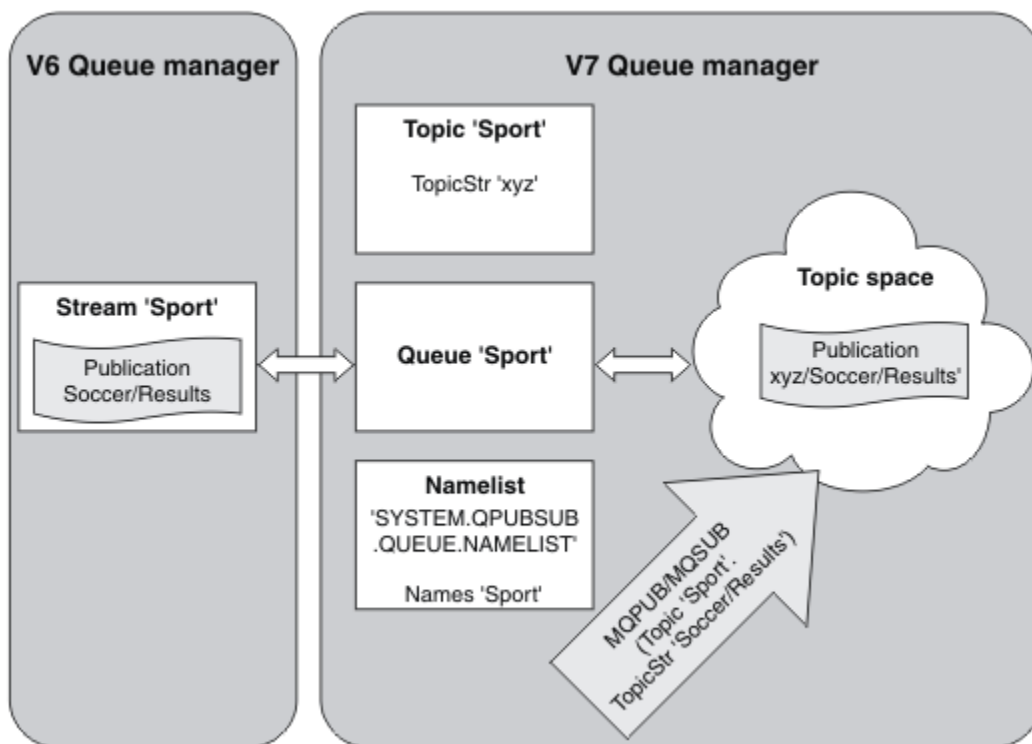 V6 Queue manager
Stream 'Sport'
Publication
Soccer/Results
V7 Queue manager
Topic 'Sport'
TopicStr 'xyz'
Queue 'Sport'
Namelist
'SYSTEM.QPUBSUB
.QUEUE.NAMELIST'
Names 'Sport'
Topic space
Publication
xyz/Soccer/Results'
MQPUB/MQSUB
(Topic 'Sport'.
TopicStr 'Soccer/Results')